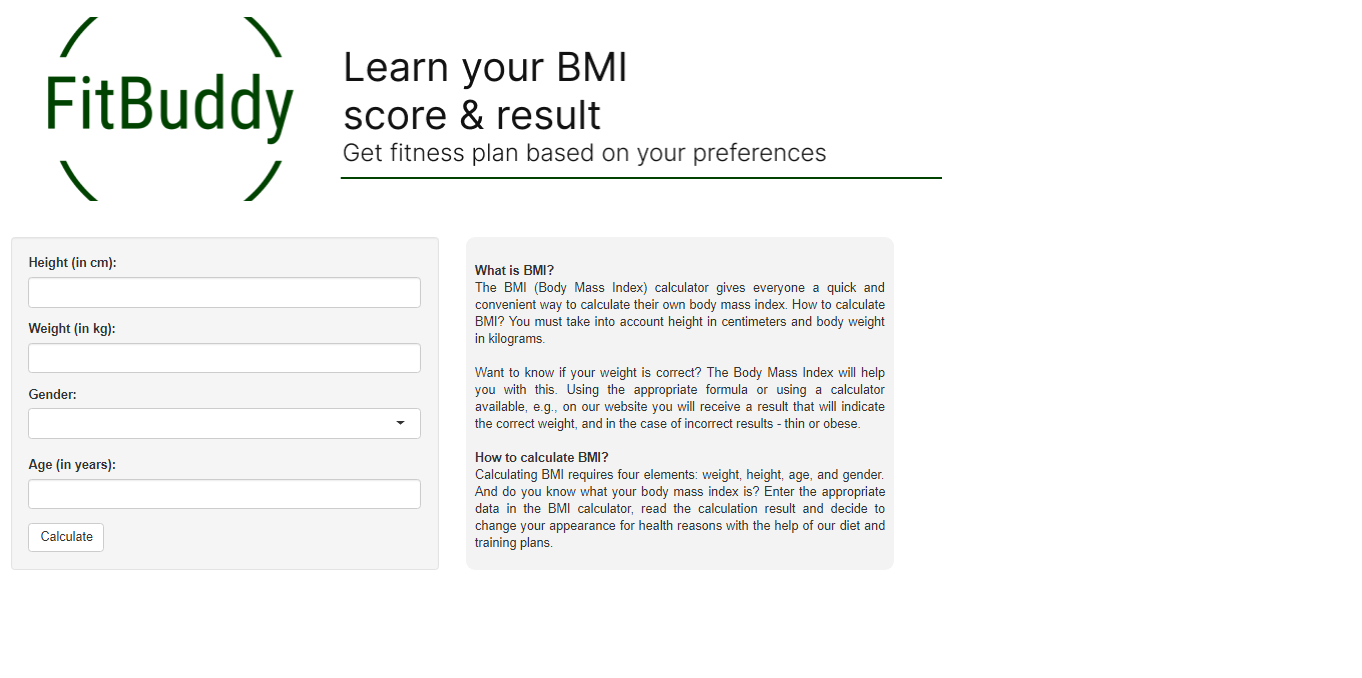 FitBuddy
Learn your BMI
score & result
Get fitness plan based on your preferences
Height (in cm):
Weight (in kg):
Gender:
Age (in years):
Calculate
What is BMI?
The BMI (Body Mass Index) calculator gives everyone a quick and
convenient way to calculate their own body mass index. How to calculate
BMI? You must take into account height in centimeters and body weight
in kilograms.
Want to know if your weight is correct? The Body Mass Index will help
you with this. Using the appropriate formula or using a calculator
available, e.g., on our website you will receive a result that will indicate
the correct weight, and in the case of incorrect results - thin or obese.
How to calculate BMI?
Calculating BMI requires four elements: weight, height, age, and gender.
And do you know what your body mass index is? Enter the appropriate
data in the BMI calculator, read the calculation result and decide to
change your appearance for health reasons with the help of our diet and
training plans.